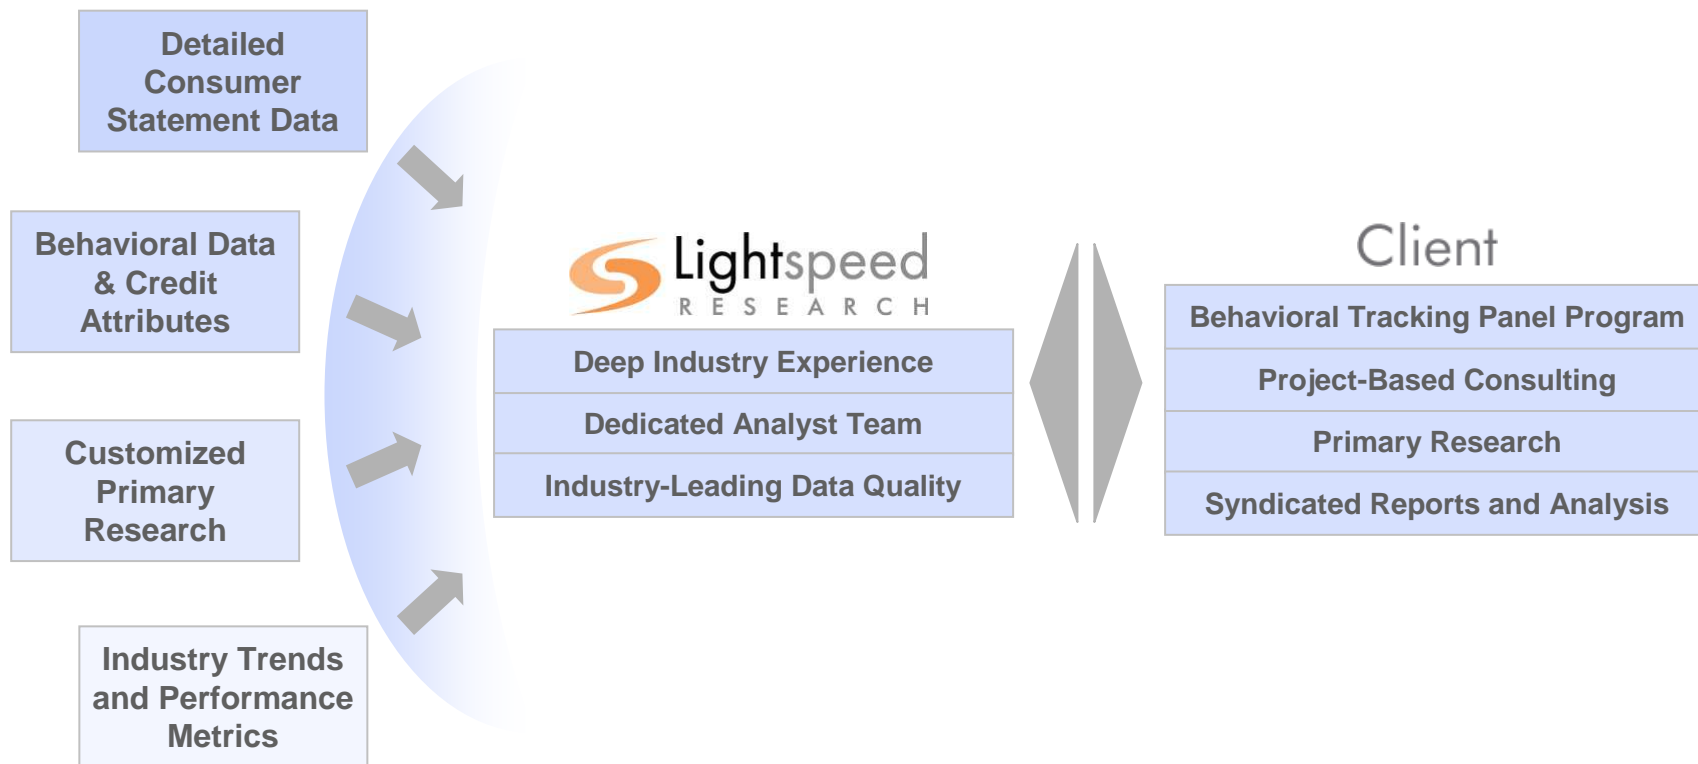 Detailed
Consumer
Statement Data
Behavioral Data
& Credit
Attributes
Customized
Primary
Research
Industry Trends
and Performance
Metrics
Lightspeed
RESEARCH
Deep Industry Experience
Dedicated Analyst Team
Industry-Leading Data Quality
Client
Behavioral Tracking Panel Program
Project-Based Consulting
Primary Research
Syndicated Reports and Analysis